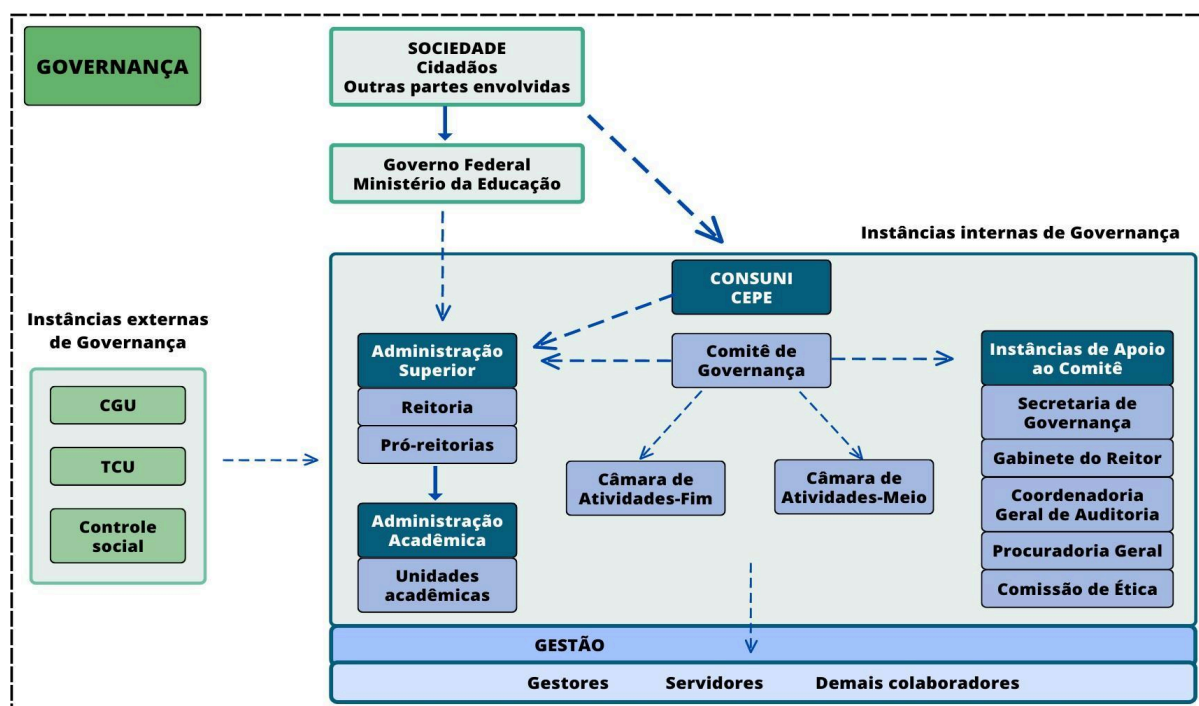 GOVERNANÇA
SOCIEDADE
Cidadãos
Outras partes envolvidas
Governo Federal
Ministério da Educação
Instâncias internas de Governança
CONSUNI
CEPE
Instâncias externas
de Governança
CGU
TCU
Controle
social
Administração
Superior
Reitoria
Pró-reitorias
Administração
Acadêmica
Unidades
acadêmicas
Comitê de
Governança
Câmara de
Atividades-Fim
Câmara de
Atividades-Meio
Instâncias de Apoio
ao Comitê
Secretaria de
Governança
Gabinete do Reitor
Coordenadoria
Geral de Auditoria
Procuradoria Geral
Comissão de Ética
GESTÃO
Gestores Servidores Demais colaboradores